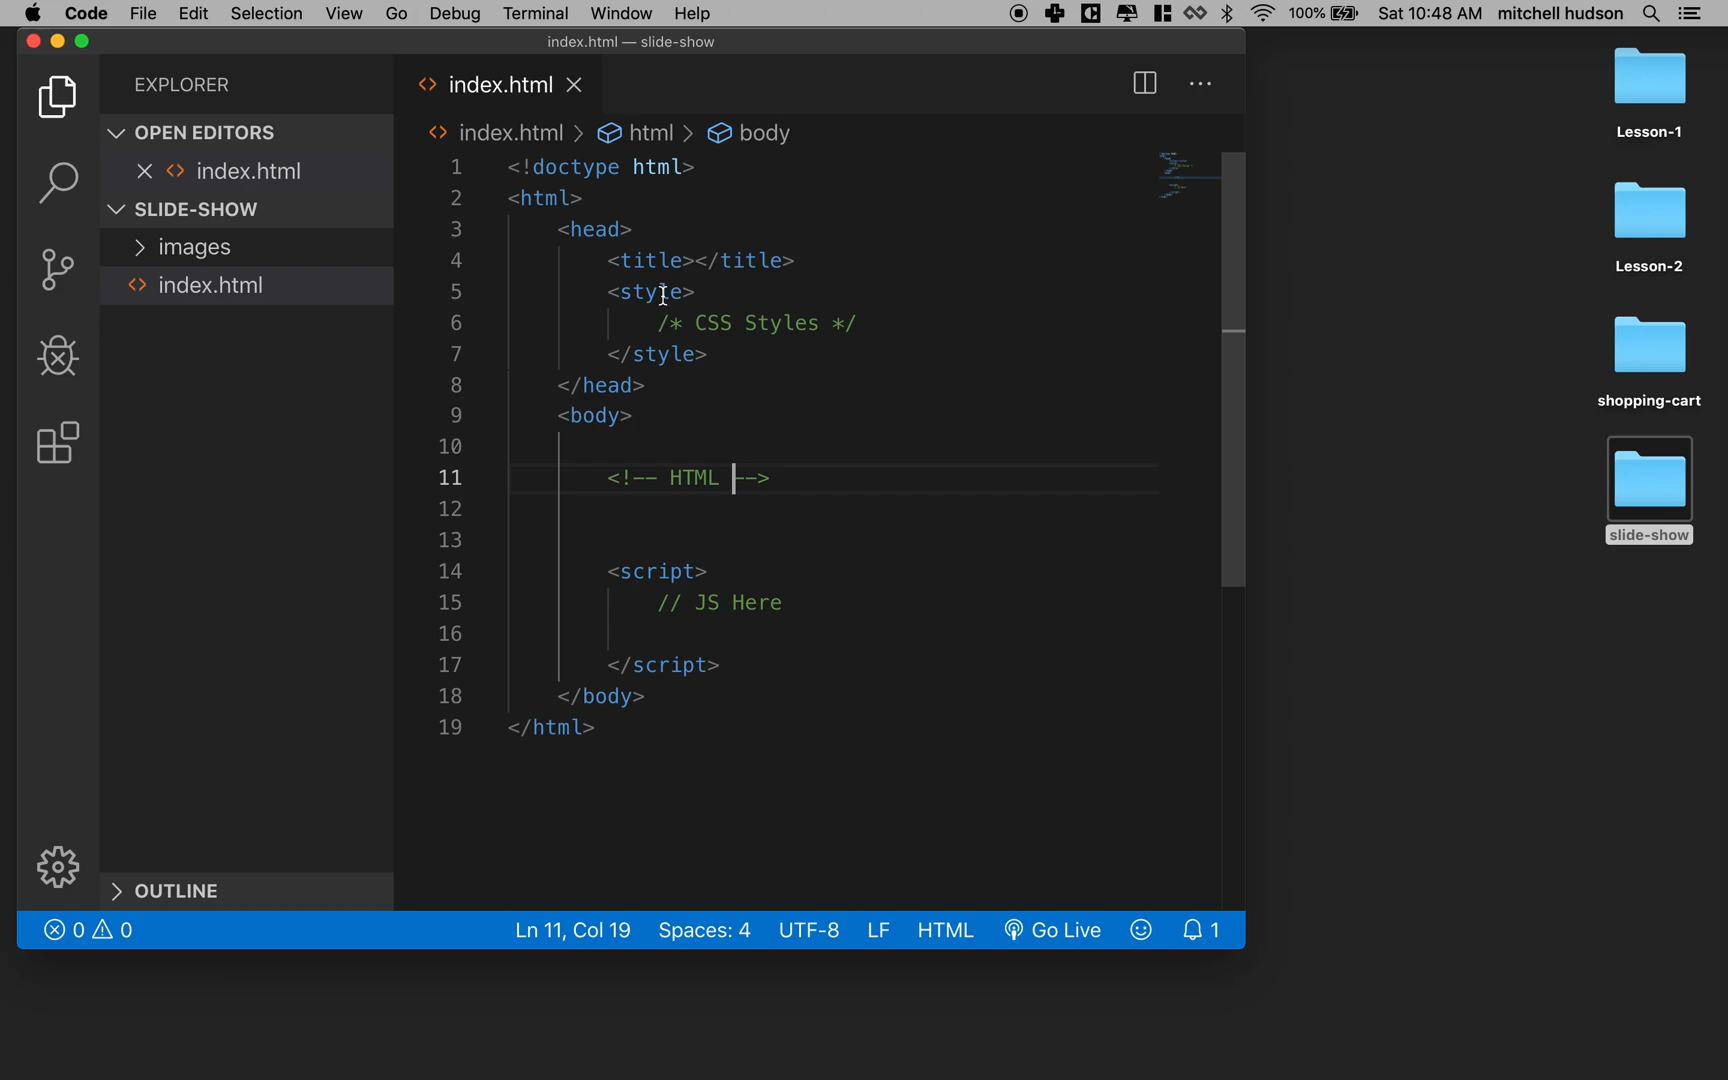 Code File Edit Selection View Go Debug Terminal Window Help 100% Sat 10:48 AM mitchell hudson
index.html — slide-show
EXPLORER
OPEN EDITORS
index.html
SLIDE-SHOW
images
index.html
OUTLINE
index.html
index.html > html > body
1 <!doctype html>
2 <html>
3 <head>
4 <title></title>
5 <style>
6 /* CSS Styles */
7 </style>
8 </head>
9 <body>
10
11 <!-- HTML -->
12
13
14 <script>
15 // JS Here
16
17 </script>
18 </body>
19 </html>
0 0 Ln 11, Col 19 Spaces: 4 UTF-8 LF HTML Go Live 1
Lesson-1
Lesson-2
shopping-cart
slide-show